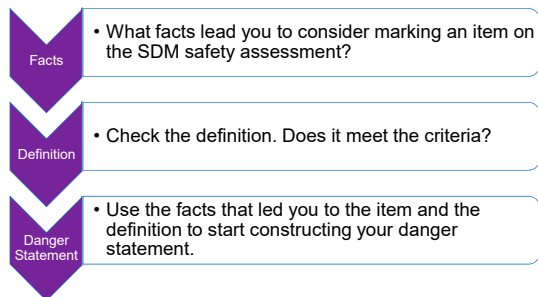 Facts
• What facts lead you to consider marking an item on
the SDM safety assessment?
Definition
• Check the definition. Does it meet the criteria?
Danger
Statement
• Use the facts that led you to the item and the
definition to start constructing your danger
statement.